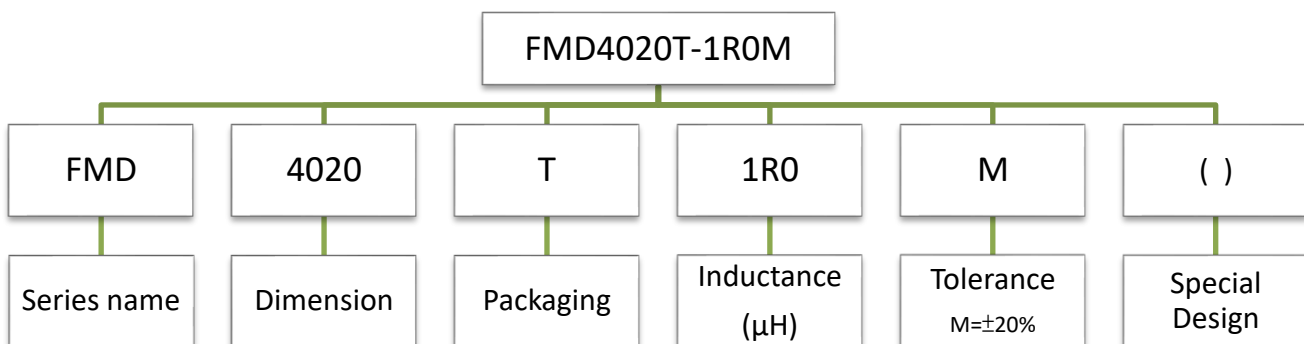 FMD4020T-1R0M
FMD
4020
T
1R0
M
( )
Series name
Dimension
Packaging
Inductance
(μH)
Tolerance
M=±20%
Special
Design